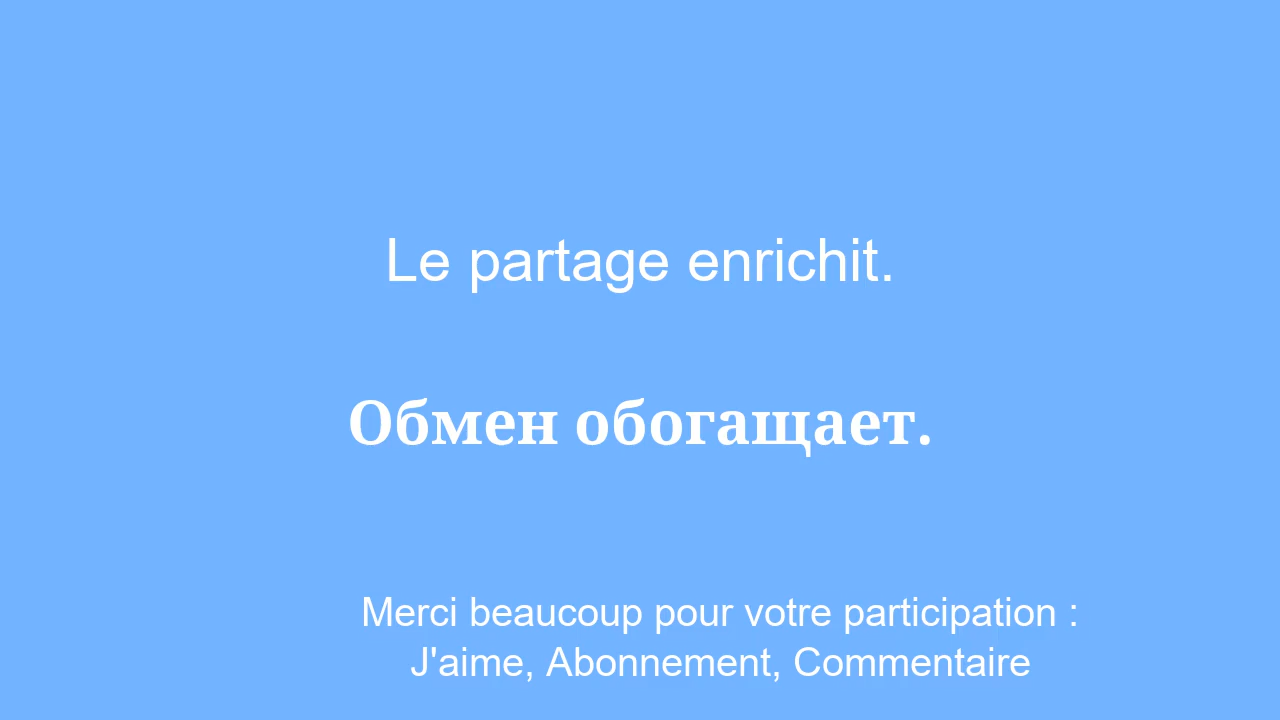 Le partage enrichit.
Обмен обогащает.
Merci beaucoup pour votre participation :
J'aime, Abonnement, Commentaire